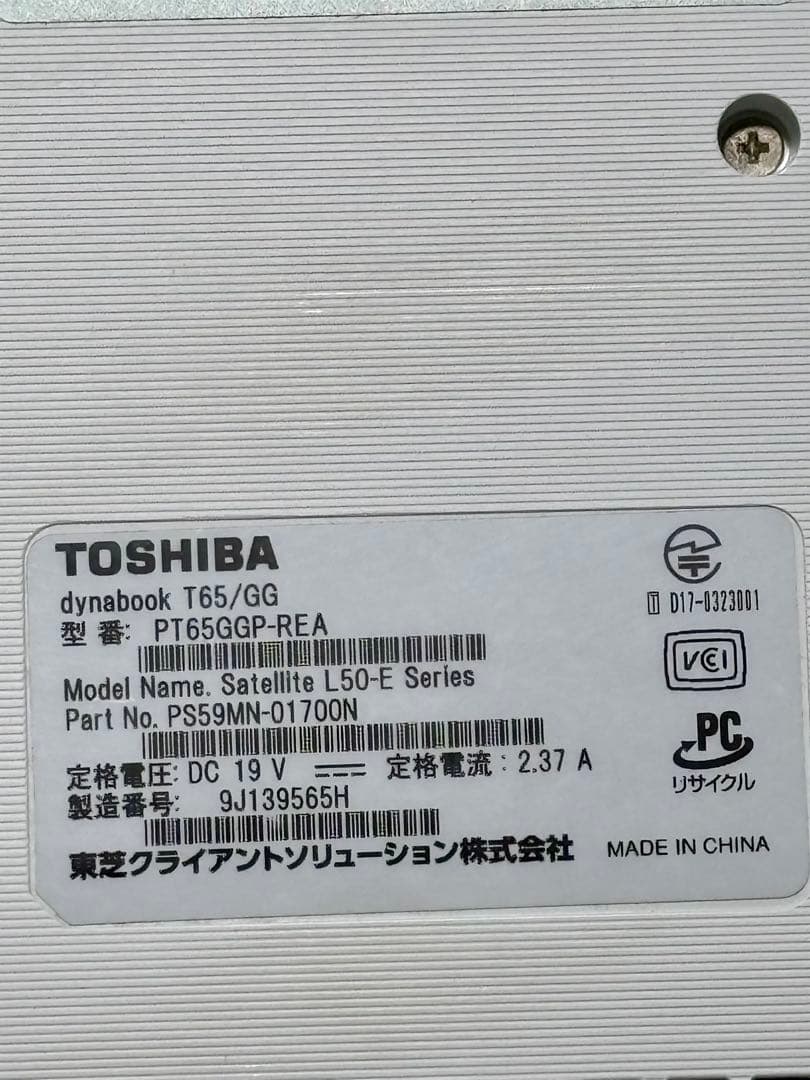 TOSHIBA
dynabook T65/GG
型 番: PT65GGP-REA
Model Name. Satellite L50-E Series
Part No. PS59MN-01700N
定格電圧: DC 19 V 定格電流: 2.37 A
製造番号: 9J139565H
東芝クライアントソリューション株式会社
MADE IN CHINA
T D17-0323001
VCCI
PC
リサイクル